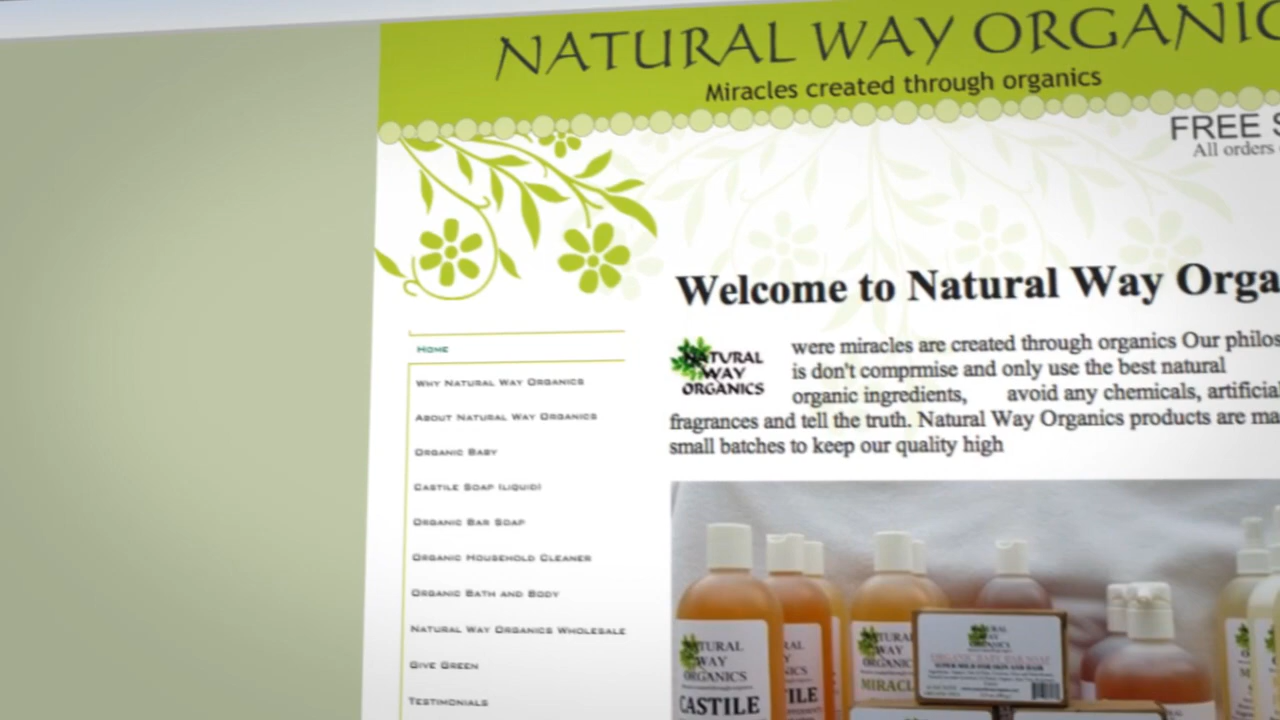 NATURAL WAY ORGANIC
Miracles created through organics
FREE S
All orders
Welcome to Natural Way Orga
NATURAL
WAY
ORGANICS
were miracles are created through organics Our philos
is don't comprmise and only use the best natural
organic ingredients, avoid any chemicals, artificial
fragrances and tell the truth. Natural Way Organics products are ma
small batches to keep our quality high
HOME
WHY NATURAL WAY ORGANICS
ABOUT NATURAL WAY ORGANICS
ORGANIC BABY
CASTILE SOAP (LIQUID)
ORGANIC BAR SOAP
ORGANIC HOUSEHOLD CLEANER
ORGANIC BATH AND BODY
NATURAL WAY ORGANICS WHOLESALE
GIVE GREEN
TESTIMONIALS
NATURAL
WAY
ORGANICS
CASTILE
TILE
MIRACL